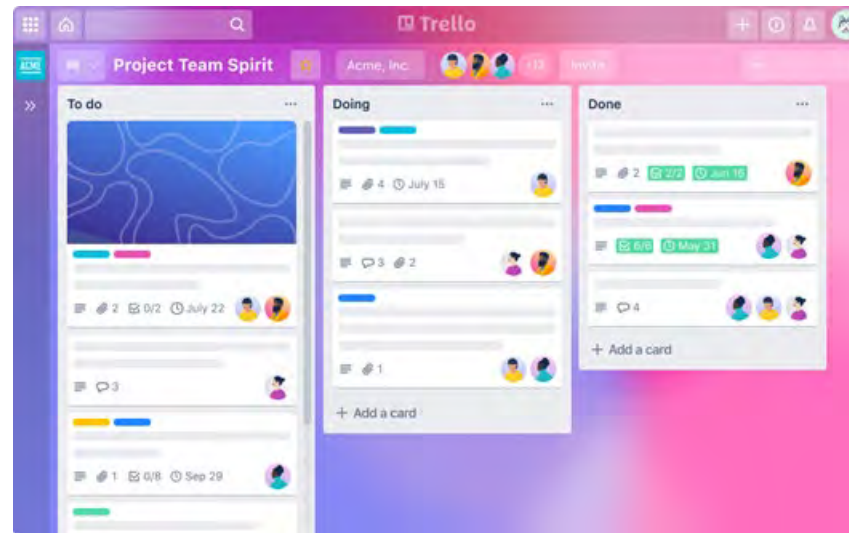 Trello
ACME
Project Team Spirit
Acme, Inc.
+12
Invite
To do
2 0/2 July 22
3
1 0/8 Sep 29
Doing
4 July 15
3 2
1
+ Add a card
Done
2 2/2 Jun 16
6/6 May 31
4
+ Add a card